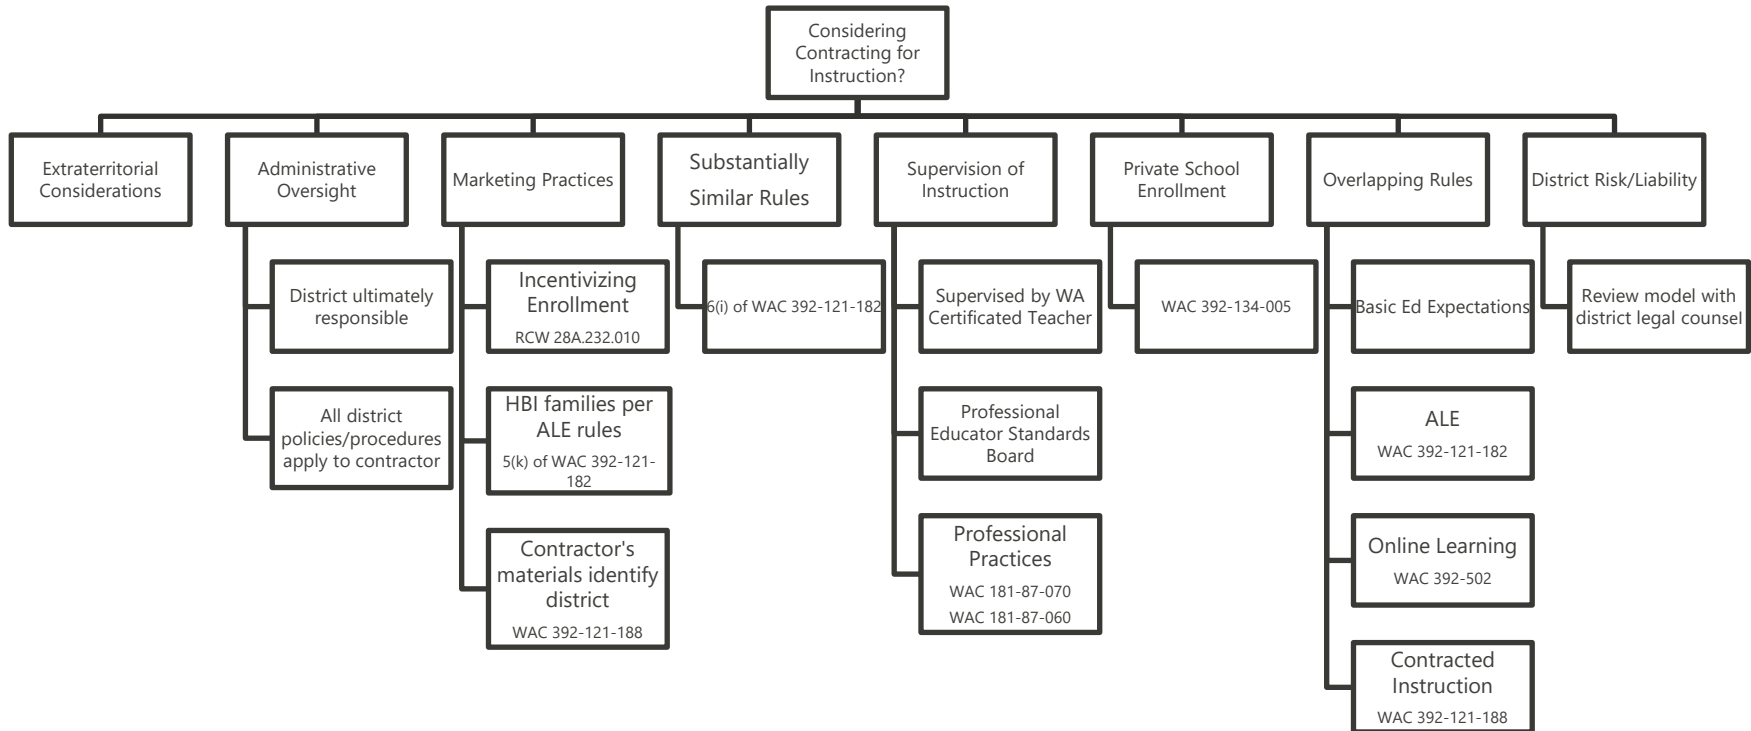 Considering
Contracting for
Instruction?
Extraterritorial
Considerations
Administrative
Oversight
Marketing Practices
Substantially
Similar Rules
Supervision of
Instruction
Private School
Enrollment
Overlapping Rules
District Risk/Liability
District ultimately
responsible
All district
policies/procedures
apply to contractor
Incentivizing
Enrollment
RCW 28A.232.010
HBI families per
ALE rules
5(k) of WAC 392-121-
182
Contractor's
materials identify
district
WAC 392-121-188
6(i) of WAC 392-121-182
Supervised by WA
Certificated Teacher
Professional
Educator Standards
Board
Professional
Practices
WAC 181-87-070
WAC 181-87-060
WAC 392-134-005
Basic Ed Expectations
ALE
WAC 392-121-182
Online Learning
WAC 392-502
Contracted
Instruction
WAC 392-121-188
Review model with
district legal counsel